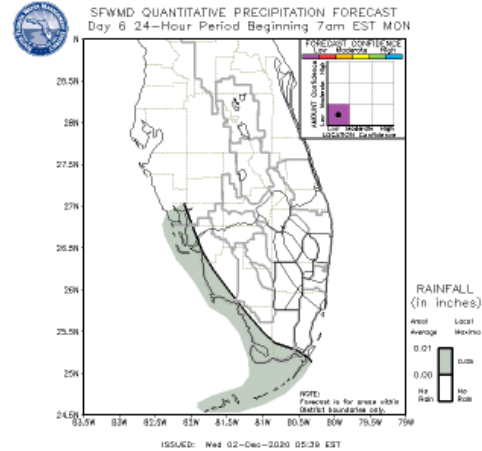 SFWMD QUANTITATIVE PRECIPITATION FORECAST
Day 6 24-Hour Period Beginning 7am EST MON
FORECAST CONFIDENCE
Low Moderate High
AMOUNT Confidence
Low Moderate High
Low Moderate High
LOCATION Confidence
N
28.5N
28N
27.5N
27N
26.5N
26N
25.5N
25N
24.5N
83.5W 83W 82.5W 82W 81.5W 81W 80.5W 80W 79.5W 79W
RAINFALL
(in inches)
Areal Local
Average Maxima
0.01
0.05
0.00
No No
Rain Rain
NOTE:
Forecast is for areas within
District boundaries only.
ISSUED: Wed 02-Dec-2020 05:39 EST